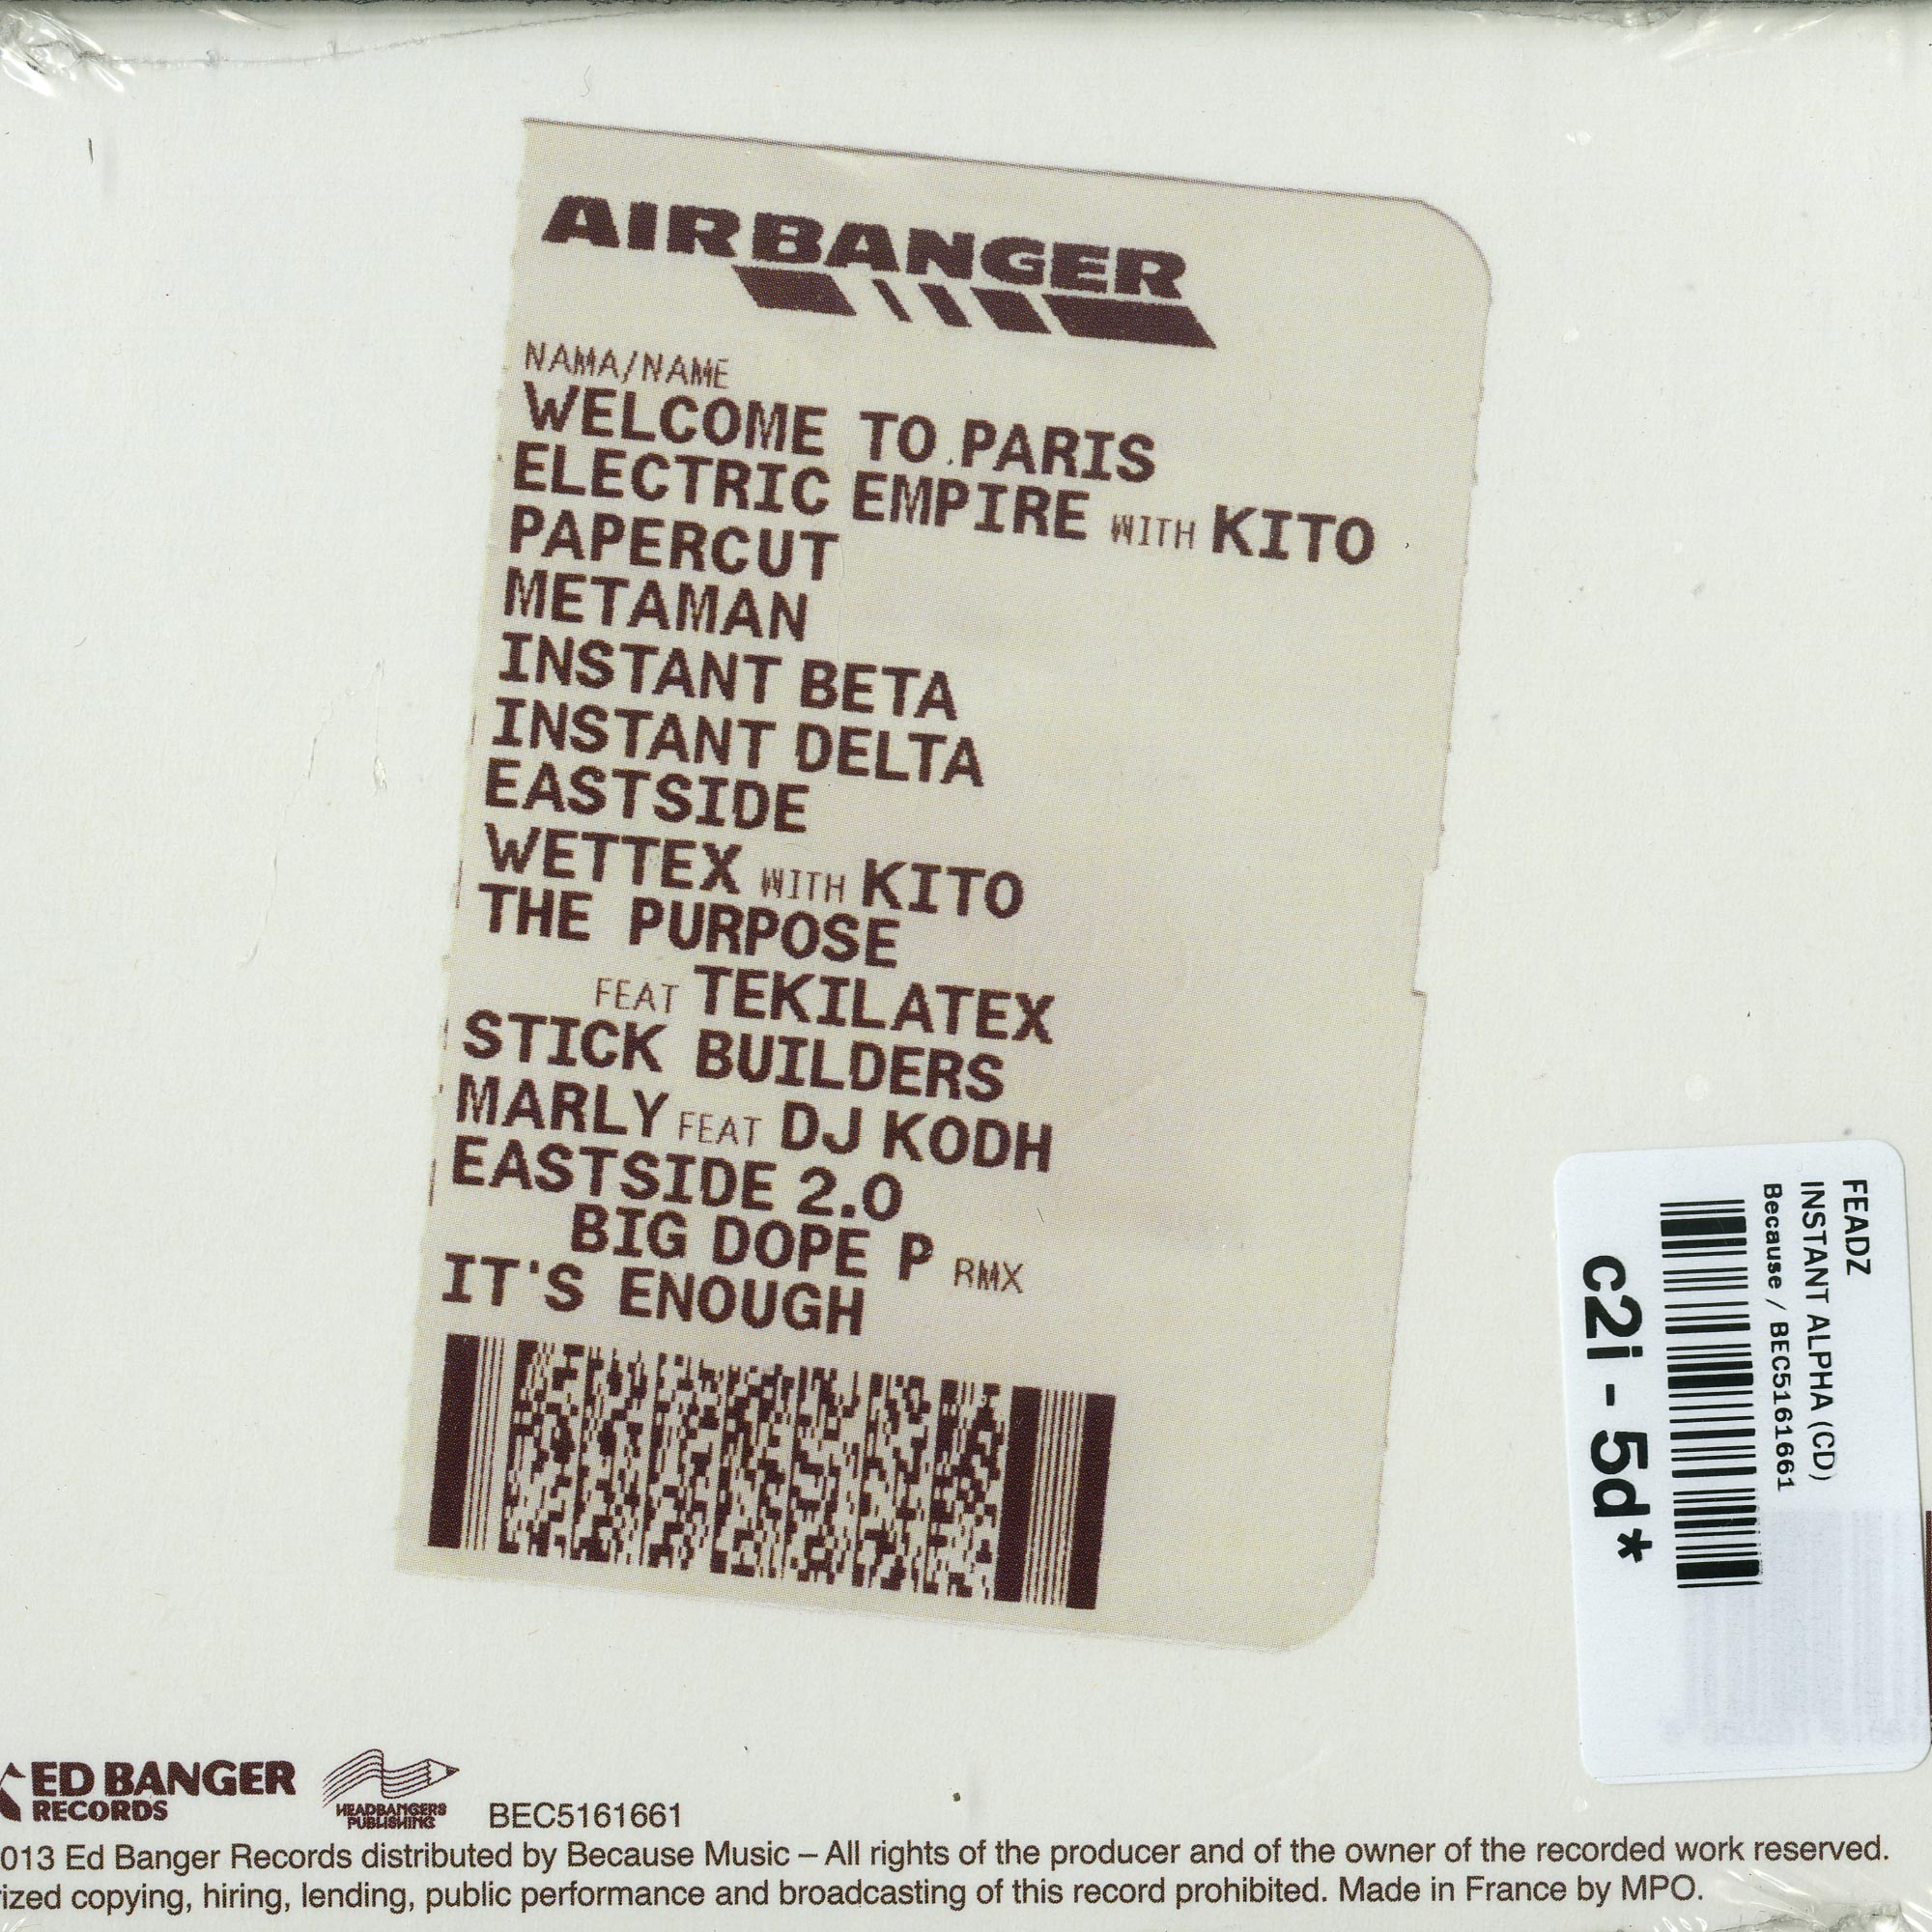 AIRBANGER
NAMA/NAME
WELCOME TO PARIS
ELECTRIC EMPIRE WITH KITO
PAPERCUT
METAMAN
INSTANT BETA
INSTANT DELTA
EASTSIDE
WETTEX WITH KITO
THE PURPOSE
FEAT TEKILATEX
STICK BUILDERS
MARLY FEAT DJ KODH
EASTSIDE 2.0
BIG DOPE P RMX
IT'S ENOUGH
FEADZ
INSTANT ALPHA (CD)
Because / BEC5161661
c2i - 5d*
ED BANGER
RECORDS
HEADBANGERS
PUBLISHING
BEC5161661
013 Ed Banger Records distributed by Because Music – All rights of the producer and of the owner of the recorded work reserved.
ized copying, hiring, lending, public performance and broadcasting of this record prohibited. Made in France by MPO.